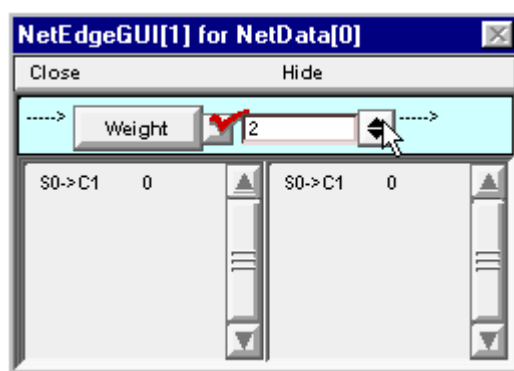 NetEdgeGUI[1] for NetData[0]
Close Hide
----> Weight 2 ---->
S0->C1 0 S0->C1 0